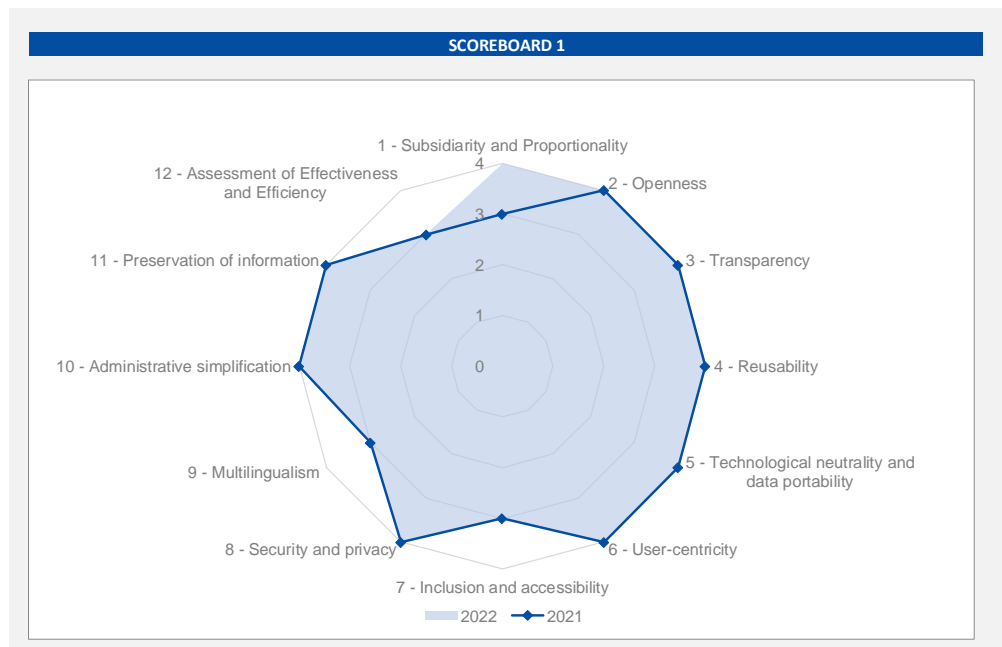 SCOREBOARD 1
1 - Subsidiarity and Proportionality
12 - Assessment of Effectiveness
and Efficiency
4
2 - Openness
3
11 - Preservation of information
3 - Transparency
2
1
10 - Administrative simplification
0
4 - Reusability
9 - Multilingualism
5 - Technological neutrality and
data portability
8 - Security and privacy
6 - User-centricity
7 - Inclusion and accessibility
2022
2021